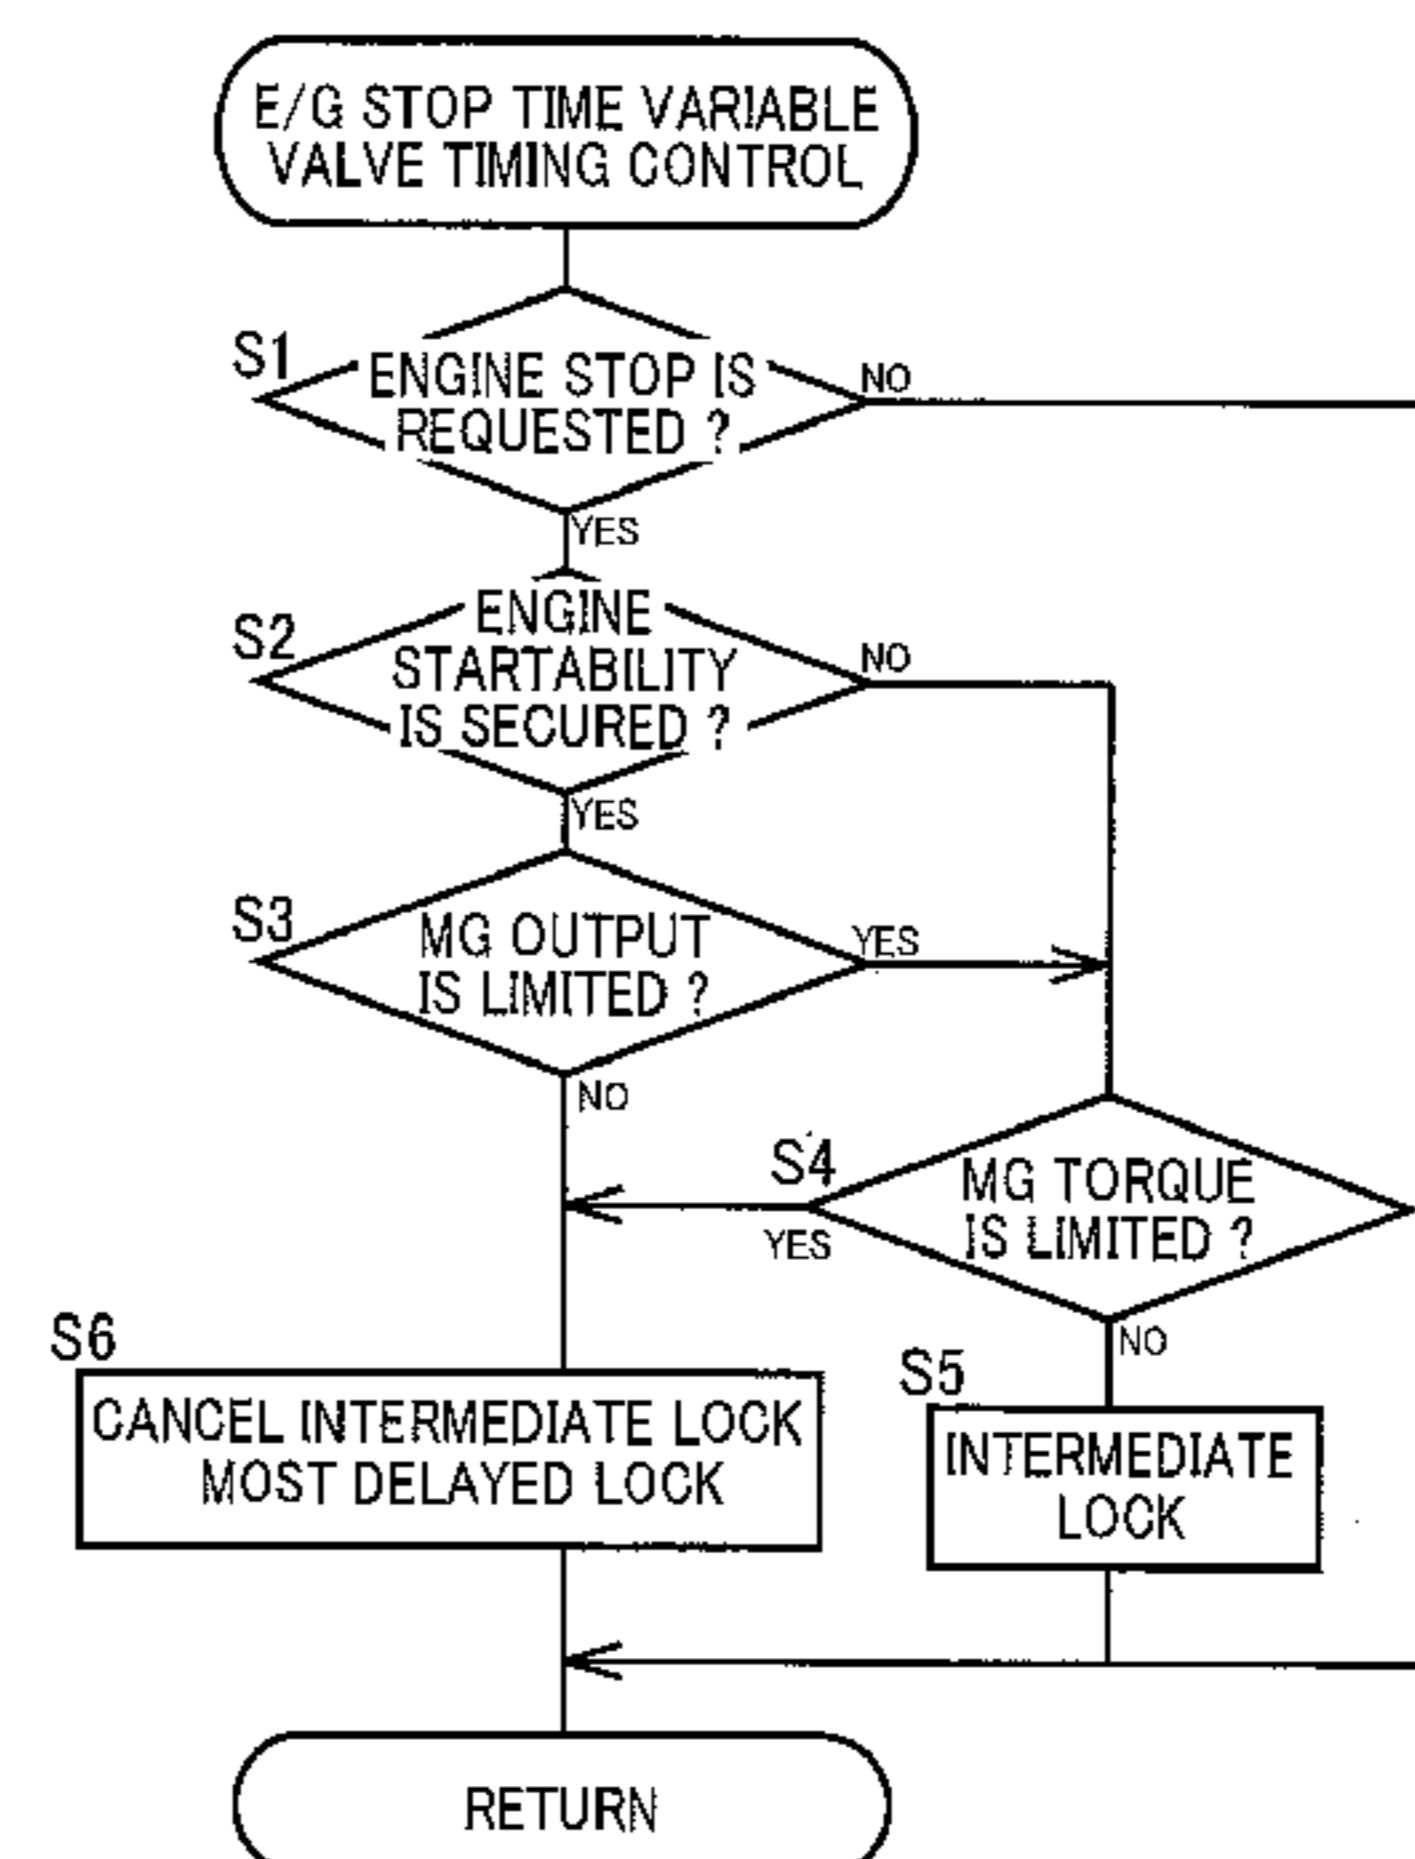 E/G STOP TIME VARIABLE
VALVE TIMING CONTROL
S1
ENGINE STOP IS
REQUESTED ?
NO
YES
S2
ENGINE
STARTABILITY
IS SECURED ?
NO
YES
S3
MG OUTPUT
IS LIMITED ?
YES
NO
S4
MG TORQUE
IS LIMITED ?
YES
NO
S6
CANCEL INTERMEDIATE LOCK
MOST DELAYED LOCK
S5
INTERMEDIATE
LOCK
RETURN